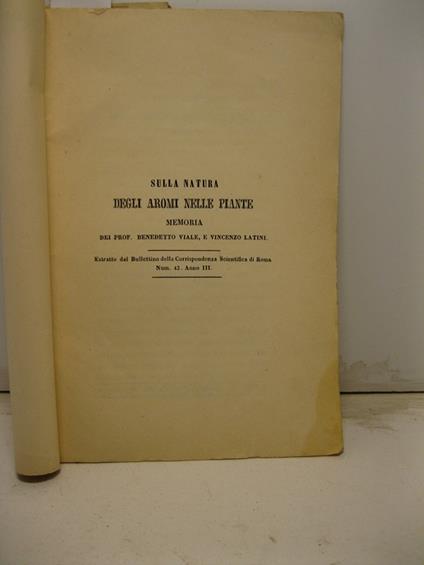 SULLA NATURA
DEGLI AROMI NELLE PIANTE
MEMORIA
DEI PROF. BENEDETTO VIALE, E VINCENZO LATINI.
Estratto dal Bullettino della Corrispondenza Scientifica di Roma
Num. 42. Anno III.